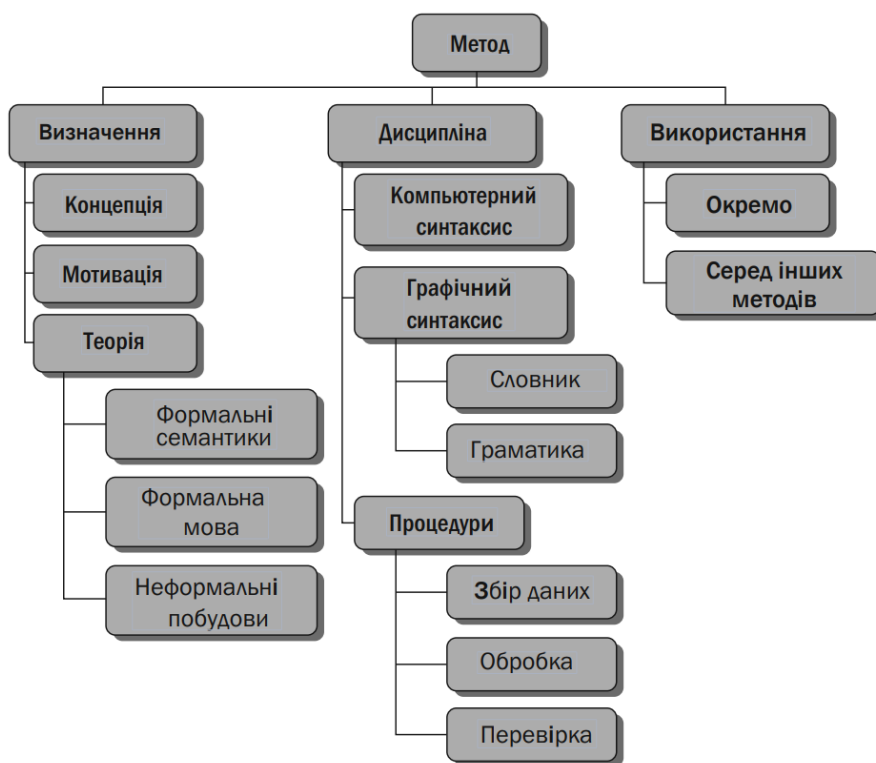 Метод
Визначення
Концепція
Мотивація
Теорія
Формальні
семантики
Формальна
мова
Неформальні
побудови
Дисципліна
Компьютерний
синтаксис
Графічний
синтаксис
Словник
Граматика
Процедури
Збір даних
Обробка
Перевірка
Використання
Окремо
Серед інших
методів